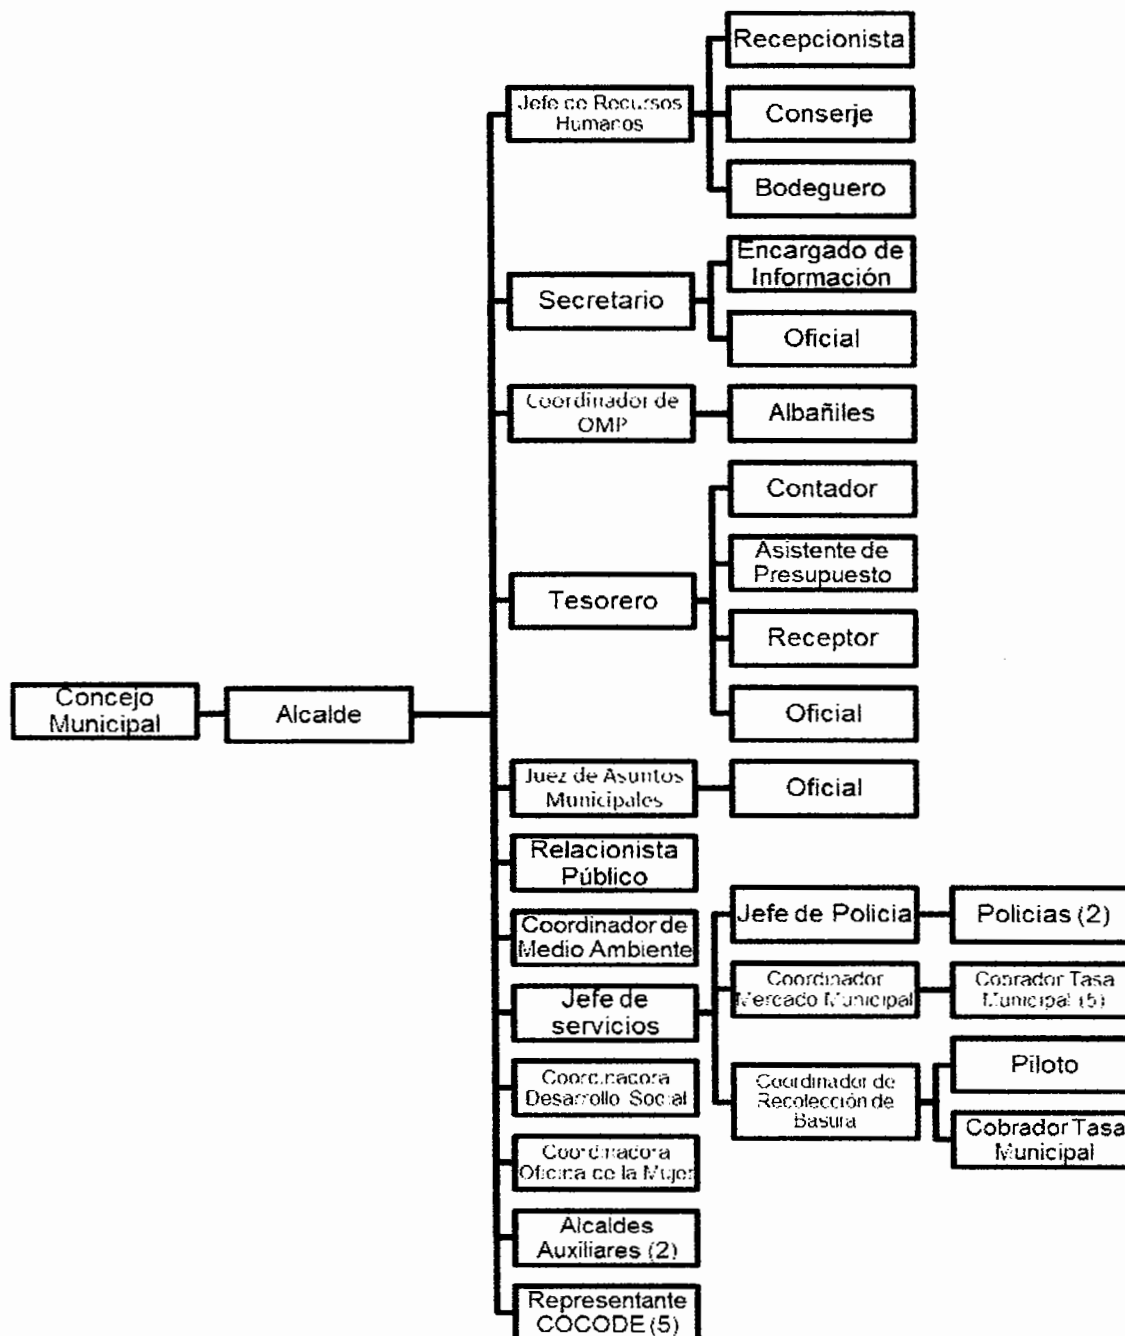 Recepcionista
Jefe de Recursos
Humanos
Conserje
Bodeguero
Encargado de
Información
Secretario
Oficial
Coordinador de
OMP
Albañiles
Contador
Asistente de
Presupuesto
Tesorero
Receptor
Oficial
Concejo
Municipal
Alcalde
Juez de Asuntos
Municipales
Oficial
Relacionista
Público
Coordinador de
Medio Ambiente
Jefe de
servicios
Jefe de Policia
Policias (2)
Coordinador
Mercado Municipal
Cobrador Tasa
Municipal (5)
Coordinador de
Recolección de
Basura
Piloto
Cobrador Tasa
Municipal
Coordinadora
Desarrollo Social
Coordinadora
Oficina de la Mujer
Alcaldes
Auxiliares (2)
Representante
COCODE (5)